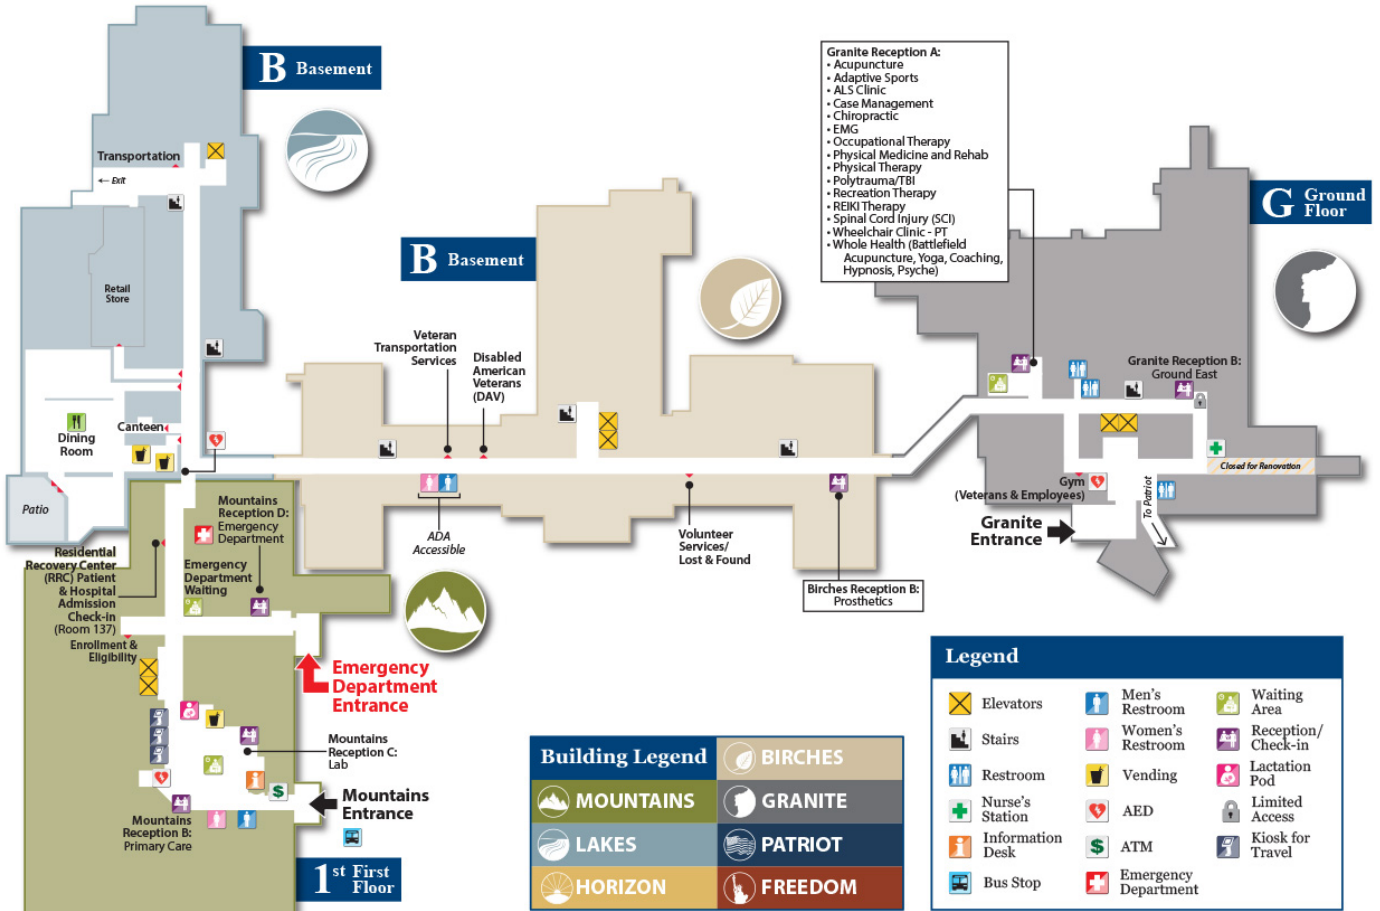 B Basement
Transportation
← Exit
Retail
Store
Canteen
Dining
Room
Patio
B Basement
Veteran
Transportation
Services
Disabled
American
Veterans
(DAV)
ADA
Accessible
Volunteer
Services/
Lost & Found
Birches Reception B:
Prosthetics
Granite Reception A:
• Acupuncture
• Adaptive Sports
• ALS Clinic
• Case Management
• Chiropractic
• EMG
• Occupational Therapy
• Physical Medicine and Rehab
• Physical Therapy
• Polytrauma/TBI
• Recreation Therapy
• REIKI Therapy
• Spinal Cord Injury (SCI)
• Wheelchair Clinic - PT
• Whole Health (Battlefield
Acupuncture, Yoga, Coaching,
Hypnosis, Psyche)
G Ground
Floor
Granite Reception B:
Ground East
Closed for Renovation
Gym
(Veterans & Employees)
To Patriot
Granite
Entrance
Mountains
Reception D:
Emergency
Department
Emergency
Department
Waiting
Residential
Recovery Center
(RRC) Patient
& Hospital
Admission
Check-in
(Room 137)
Enrollment &
Eligibility
Emergency
Department
Entrance
Mountains
Reception C:
Lab
$
Mountains
Entrance
Mountains
Reception B:
Primary Care
1st First
Floor
Building Legend
BIRCHES
MOUNTAINS
GRANITE
LAKES
PATRIOT
HORIZON
FREEDOM
Legend
Elevators
Stairs
Restroom
Nurse's
Station
Information
Desk
Bus Stop
Men's
Restroom
Women's
Restroom
Vending
AED
$ ATM
Emergency
Department
Waiting
Area
Reception/
Check-in
Lactation
Pod
Limited
Access
Kiosk for
Travel